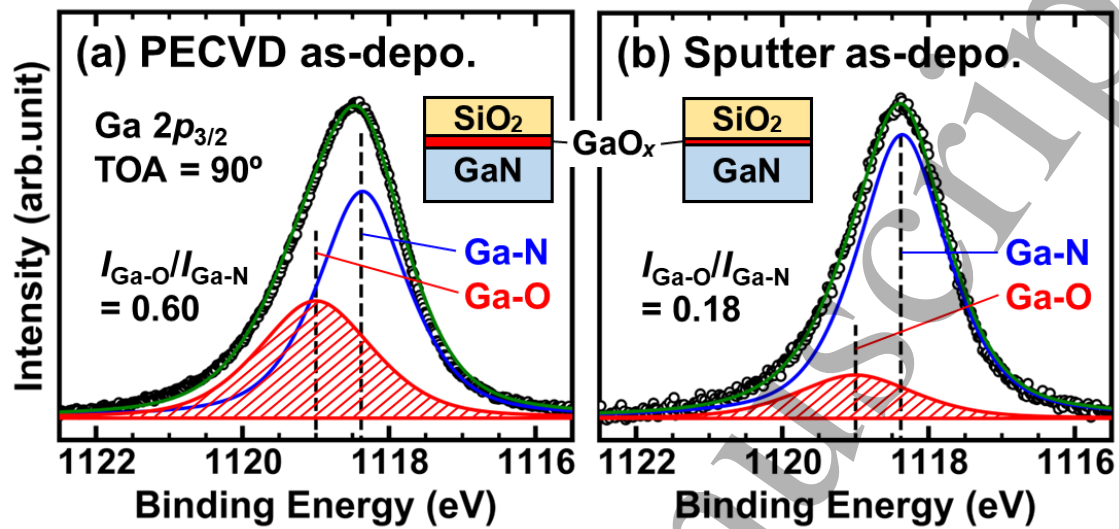 (a) PECVD as-depo.
Ga 2p3/2
TOA = 90º
SiO2
GaN
GaOx
IGa-O/IGa-N
= 0.60
Ga-N
Ga-O
(b) Sputter as-depo.
SiO2
GaN
IGa-O/IGa-N
= 0.18
Ga-N
Ga-O
Intensity (arb.unit)
1122 1120 1118 1116
Binding Energy (eV)
1122 1120 1118 1116
Binding Energy (eV)